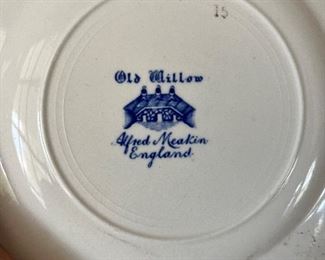 15
Old Willow
Alfred Meakin
England